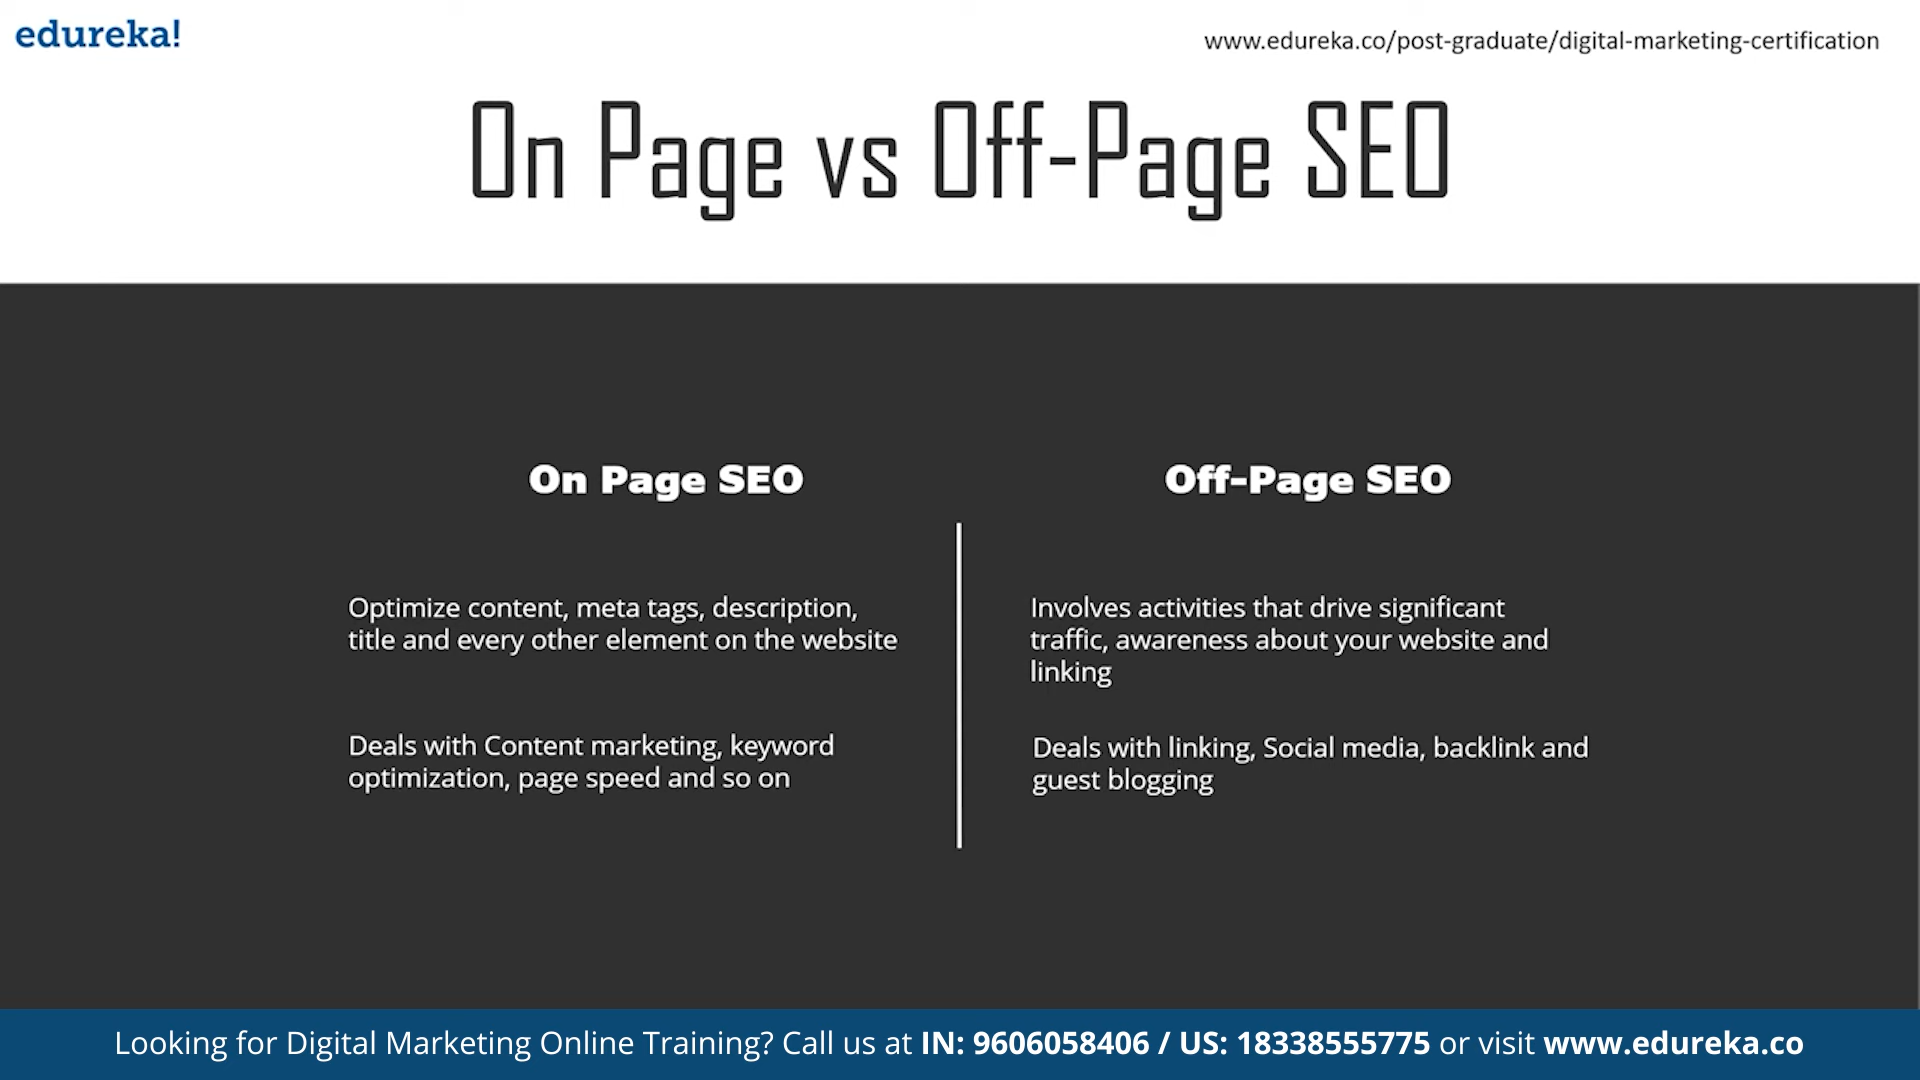 edureka!
www.edureka.co/post-graduate/digital-marketing-certification
On Page vs Off-Page SEO
On Page SEO
Optimize content, meta tags, description,
title and every other element on the website
Deals with Content marketing, keyword
optimization, page speed and so on
Off-Page SEO
Involves activities that drive significant
traffic, awareness about your website and
linking
Deals with linking, Social media, backlink and
guest blogging
Looking for Digital Marketing Online Training? Call us at IN: 9606058406 / US: 18338555775 or visit www.edureka.co